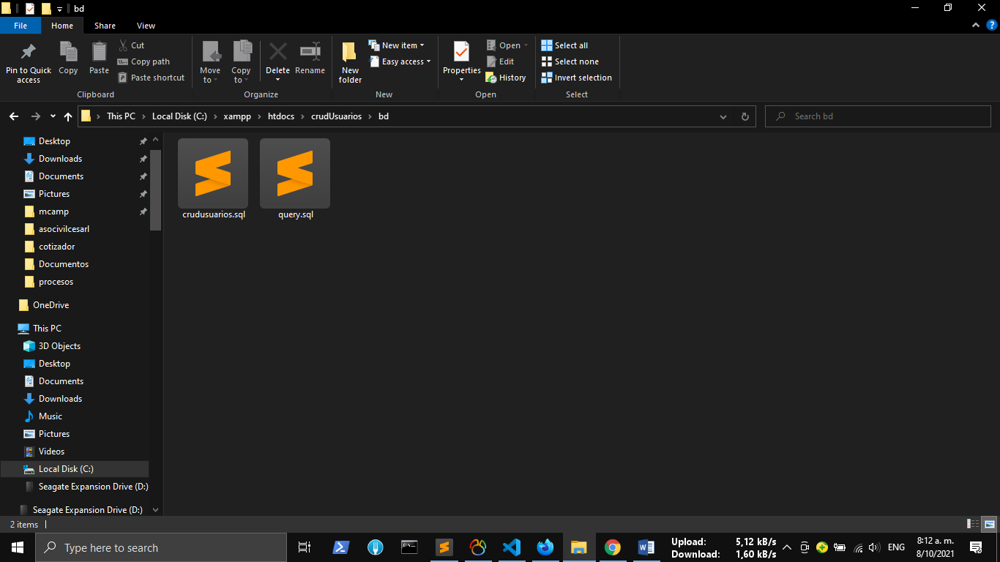 bd
File Home Share View
Pin to Quick access
Copy
Paste
Cut
Copy path
Paste shortcut
Clipboard
Move to
Copy to
Delete
Rename
Organize
New folder
New item
Easy access
New
Properties
Open
Edit
History
Open
Select all
Select none
Invert selection
Select
This PC Local Disk (C:) xampp htdocs crudUsuarios bd
Search bd
Desktop
Downloads
Documents
Pictures
mcamp
asocivilcesarl
cotizador
Documentos
procesos
OneDrive
This PC
3D Objects
Desktop
Documents
Downloads
Music
Pictures
Videos
Local Disk (C:)
Seagate Expansion Drive (D:)
Seagate Expansion Drive (D:)
crudusuarios.sql
query.sql
2 items
Type here to search
Upload: 5,12 kB/s
Download: 1,60 kB/s
ENG
8:12 a. m.
8/10/2021